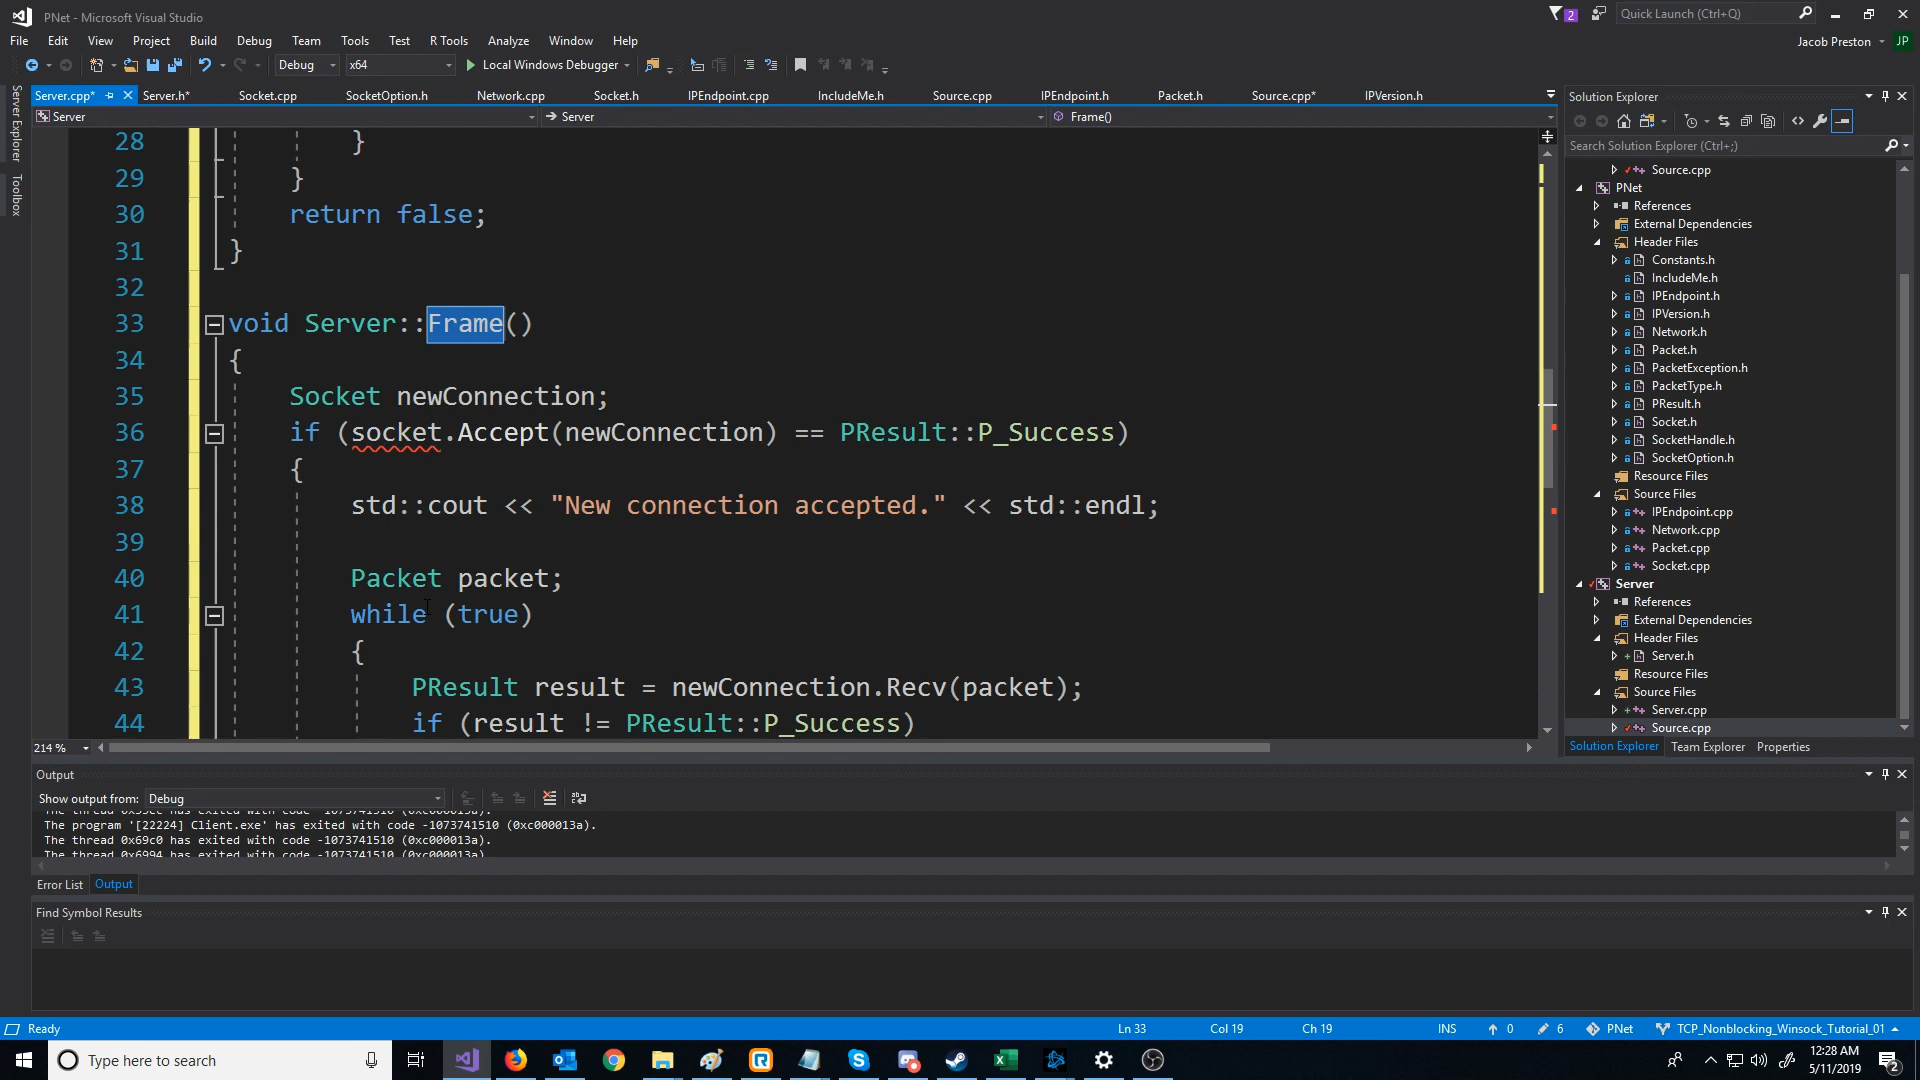 PNet - Microsoft Visual Studio
2
Quick Launch (Ctrl+Q)
File Edit View Project Build Debug Team Tools Test R Tools Analyze Window Help
Jacob Preston JP
Debug x64 Local Windows Debugger
Server.cpp* Server.h* Socket.cpp SocketOption.h Network.cpp Socket.h IPEndpoint.cpp IncludeMe.h Source.cpp IPEndpoint.h Packet.h Source.cpp* IPVersion.h
Server Server Frame()
Server Explorer
Toolbox
28 }
29 }
30 return false;
31 }
32
33 void Server::Frame()
34 {
35 Socket newConnection;
36 if (socket.Accept(newConnection) == PResult::P_Success)
37 {
38 std::cout << "New connection accepted." << std::endl;
39
40 Packet packet;
41 while (true)
42 {
43 PResult result = newConnection.Recv(packet);
44 if (result != PResult::P_Success)
214 %
Solution Explorer
Search Solution Explorer (Ctrl+;)
Source.cpp
PNet
References
External Dependencies
Header Files
Constants.h
IncludeMe.h
IPEndpoint.h
IPVersion.h
Network.h
Packet.h
PacketException.h
PacketType.h
PResult.h
Socket.h
SocketHandle.h
SocketOption.h
Resource Files
Source Files
IPEndpoint.cpp
Network.cpp
Packet.cpp
Socket.cpp
Server
References
External Dependencies
Header Files
Server.h
Resource Files
Source Files
Server.cpp
Source.cpp
Solution Explorer Team Explorer Properties
Output
Show output from: Debug
The program '[22224] Client.exe' has exited with code -1073741510 (0xc000013a).
The thread 0x69c0 has exited with code -1073741510 (0xc000013a).
The thread 0x6994 has exited with code -1073741510 (0xc000013a)
Error List Output
Find Symbol Results
Ready Ln 33 Col 19 Ch 19 INS 0 6 PNet TCP_Nonblocking_Winsock_Tutorial_01
Type here to search
12:28 AM
5/11/2019
2